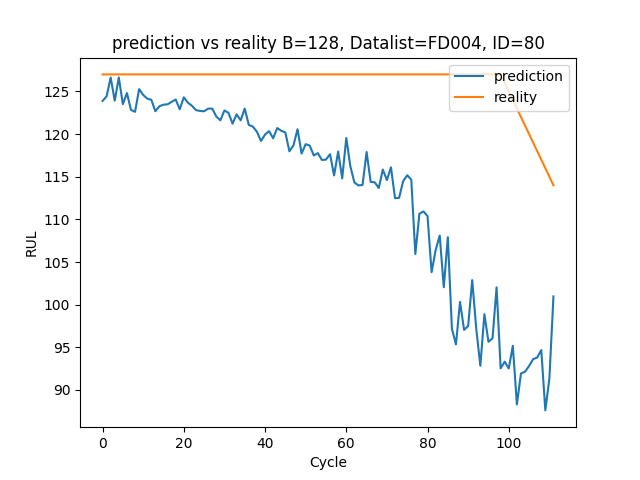 prediction vs reality B=128, Datalist=FD004, ID=80
prediction
reality
125
120
115
110
105
100
95
90
RUL
0 20 40 60 80 100
Cycle